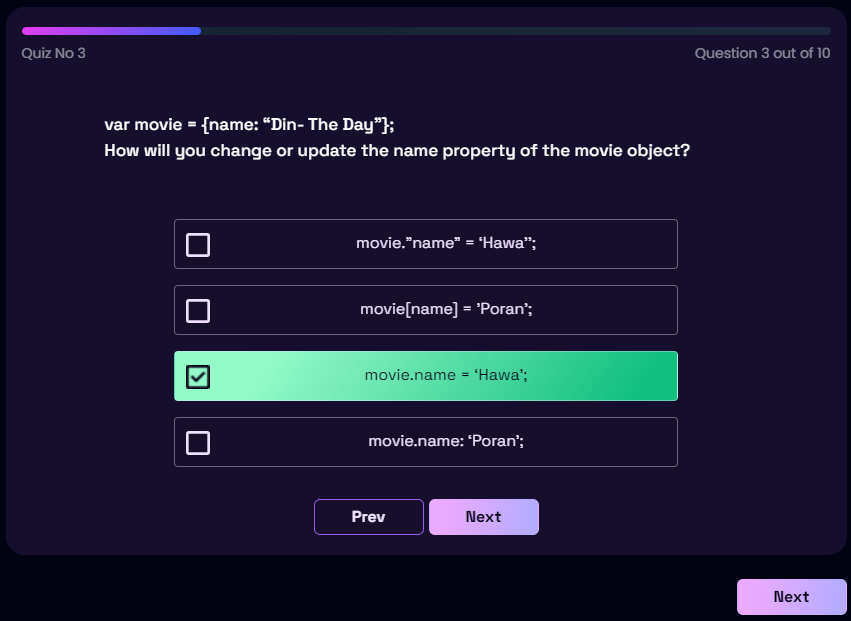 Quiz No 3
Question 3 out of 10
var movie = {name: “Din- The Day”};
How will you change or update the name property of the movie object?
movie.”name” = ‘Hawa’’;
movie[name] = ’Poran’;
movie.name = ‘Hawa’;
movie.name: ‘Poran’;
Prev
Next
Next